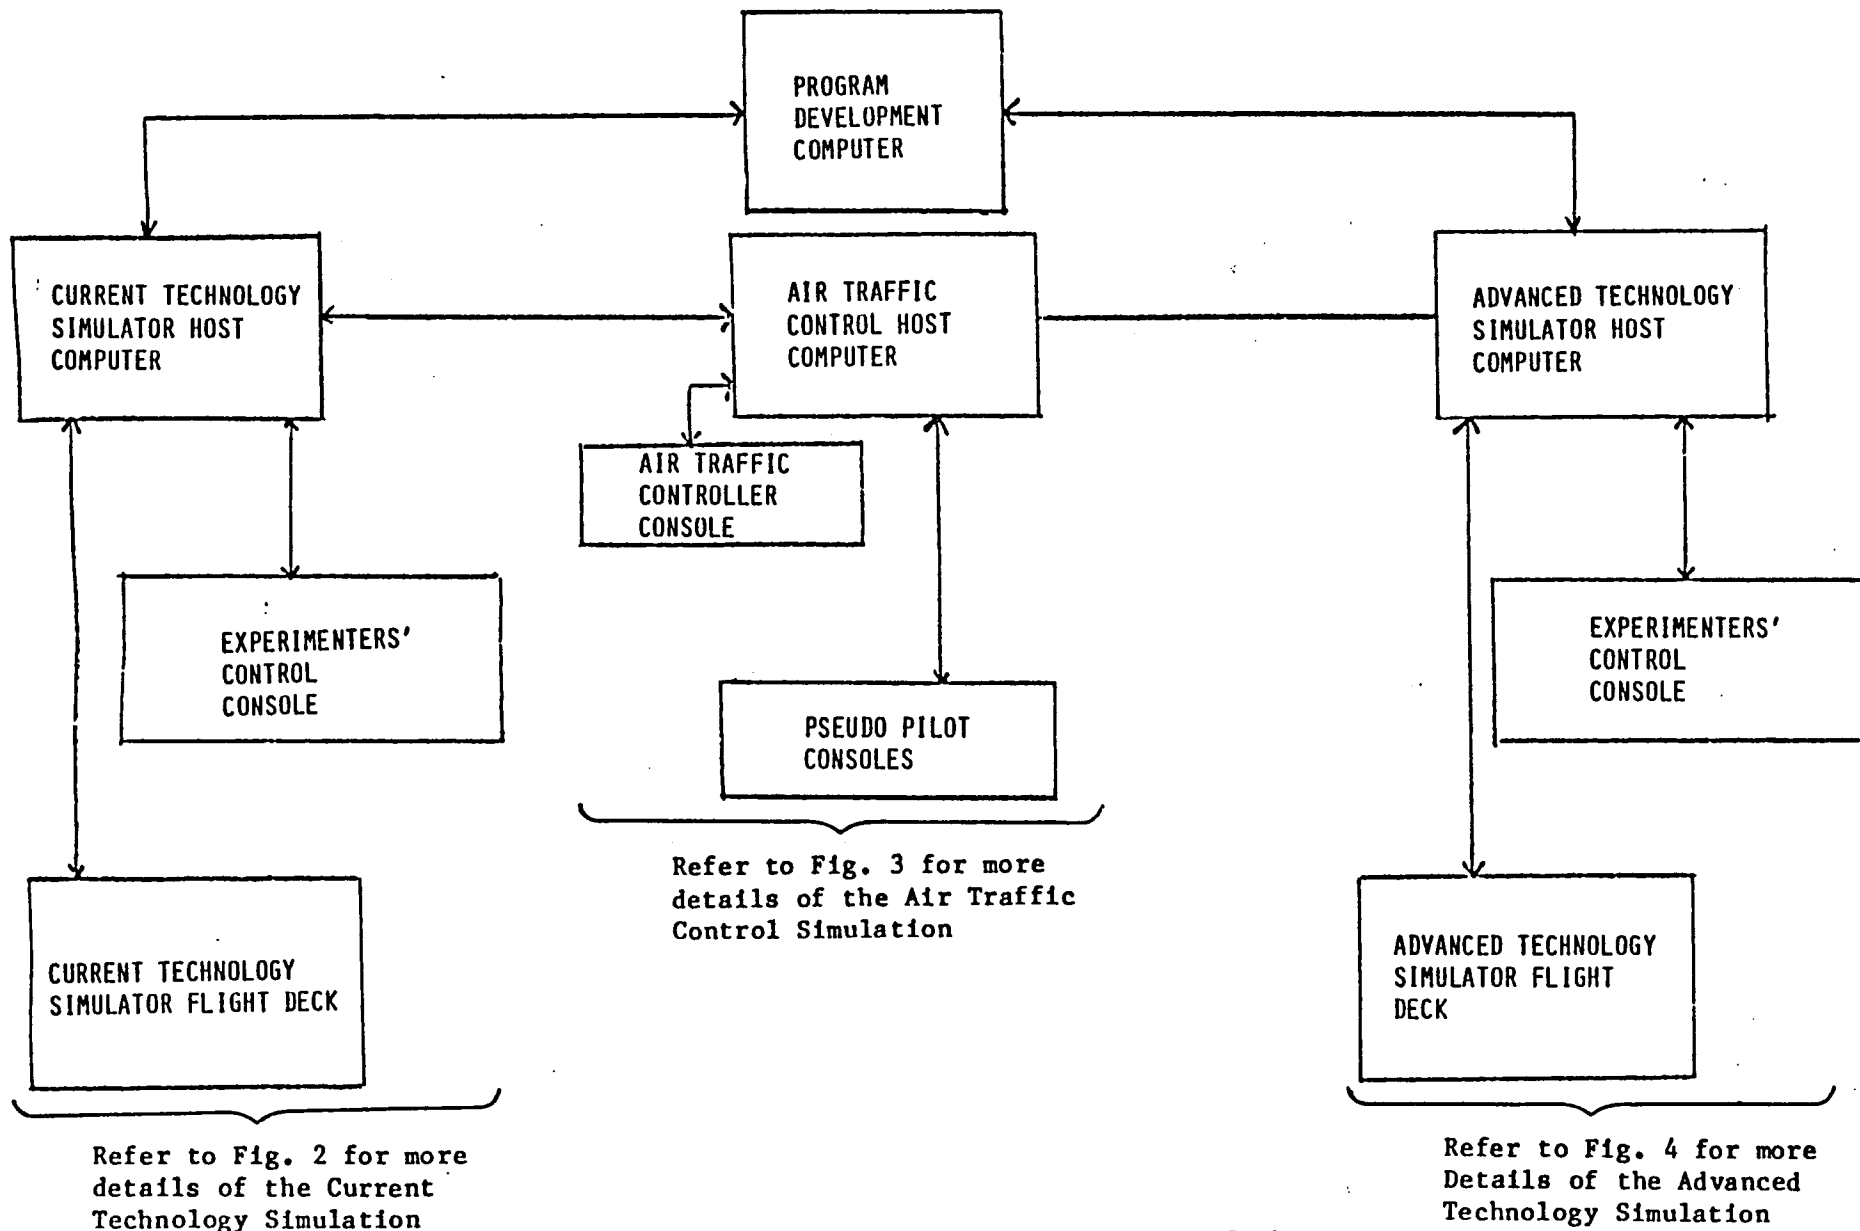 PROGRAM
DEVELOPMENT
COMPUTER
CURRENT TECHNOLOGY
SIMULATOR HOST
COMPUTER
AIR TRAFFIC
CONTROL HOST
COMPUTER
ADVANCED TECHNOLOGY
SIMULATOR HOST
COMPUTER
AIR TRAFFIC
CONTROLLER
CONSOLE
EXPERIMENTERS'
CONTROL
CONSOLE
PSEUDO PILOT
CONSOLES
EXPERIMENTERS'
CONTROL
CONSOLE
Refer to Fig. 3 for more
details of the Air Traffic
Control Simulation
CURRENT TECHNOLOGY
SIMULATOR FLIGHT DECK
ADVANCED TECHNOLOGY
SIMULATOR FLIGHT
DECK
Refer to Fig. 2 for more
details of the Current
Technology Simulation
Refer to Fig. 4 for more
Details of the Advanced
Technology Simulation